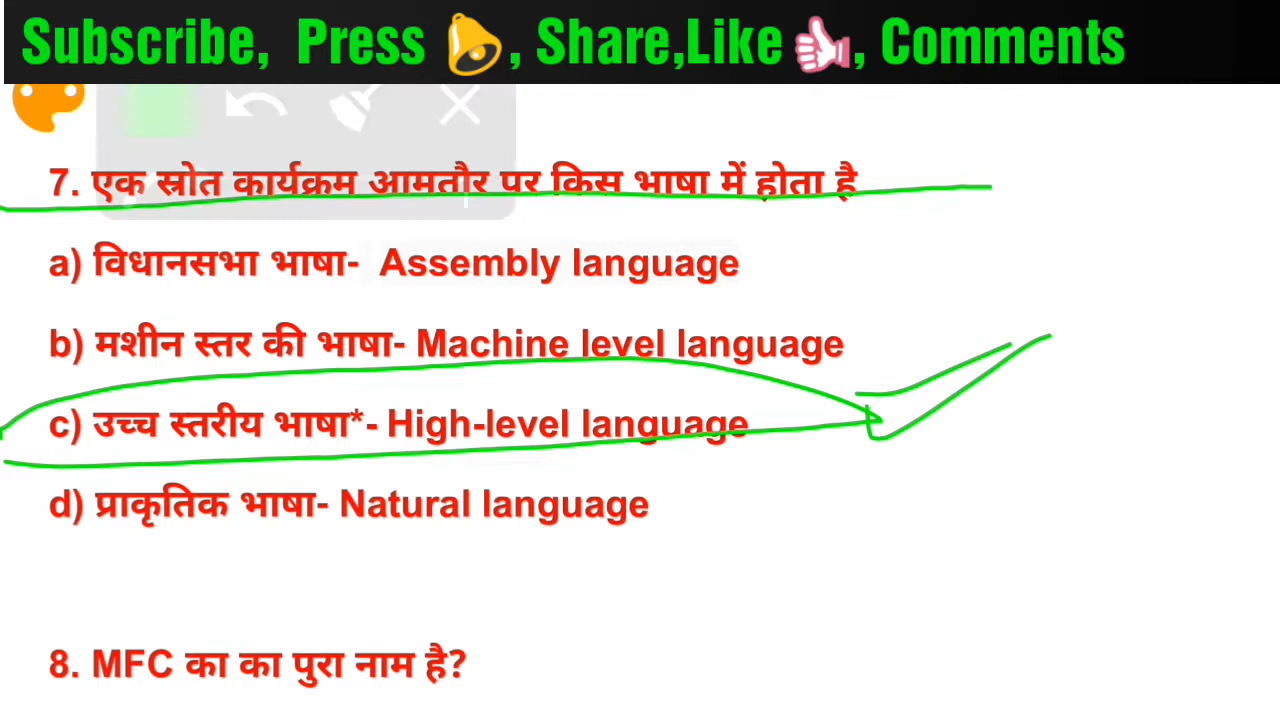 Subscribe, Press 🔔, Share,Like 👍, Comments
7. एक स्रोत कार्यक्रम आमतौर पर किस भाषा में होता है
a) विधानसभा भाषा- Assembly language
b) मशीन स्तर की भाषा- Machine level language
c) उच्च स्तरीय भाषा*- High-level language
d) प्राकृतिक भाषा- Natural language
8. MFC का का पुरा नाम है?